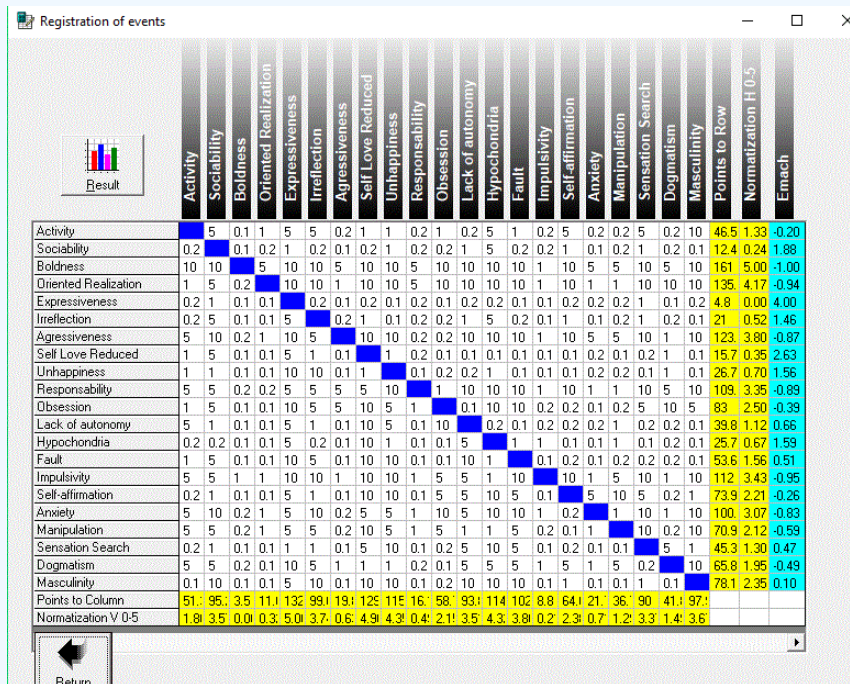 Registration of events
Result
Activity Sociability Boldness Oriented Realization Expressiveness Irreflection Agressiveness Self Love Reduced Unhappiness Responsability Obsession Lack of autonomy Hypochondria Fault Impulsivity Self-affirmation Anxiety Manipulation Sensation Search Dogmatism Masculinity Points to Row Normatization H 0-5 Emach
Activity 5 0.1 1 5 5 0.2 1 1 0.2 1 0.2 5 1 0.2 5 0.2 0.2 5 0.2 10 46.5 1.33 -0.20
Sociability 0.2 0.1 0.2 1 0.2 0.1 0.2 1 0.2 0.2 1 5 0.2 0.2 1 0.1 0.2 1 0.2 0.1 12.4 0.24 1.88
Boldness 10 10 5 10 10 5 10 10 5 10 10 10 10 1 10 5 5 10 5 10 161 5.00 -1.00
Oriented Realization 1 5 0.2 10 10 1 10 10 5 10 10 10 10 1 10 1 1 10 10 10 135. 4.17 -0.94
Expressiveness 0.2 1 0.1 0.1 0.2 0.1 0.2 0.1 0.2 0.1 0.2 0.2 0.1 0.1 0.2 0.2 0.2 1 0.1 0.2 4.8 0.00 4.00
Irreflection 0.2 5 0.1 0.1 5 0.2 1 0.1 0.2 0.2 1 5 0.2 0.1 1 0.1 0.2 1 0.2 0.1 21 0.52 1.46
Agressiveness 5 10 0.2 1 10 5 10 10 0.2 0.2 10 10 10 1 10 5 5 10 1 10 123. 3.80 -0.87
Self Love Reduced 1 5 0.1 0.1 5 1 0.1 1 0.2 0.1 0.1 0.1 0.1 0.1 0.2 0.1 0.2 1 0.1 15.7 0.35 2.63
Unhappiness 1 1 0.1 0.1 10 10 0.1 1 0.1 0.2 0.2 1 0.1 0.1 0.1 0.1 0.2 0.1 0.1 1 26.7 0.70 1.56
Responsability 5 5 0.2 0.2 5 5 5 5 10 1 10 10 10 1 10 1 1 10 5 10 109. 3.35 -0.89
Obsession 1 5 0.1 0.1 10 5 5 10 5 1 0.1 10 10 0.2 0.2 0.1 0.2 5 10 5 83 2.50 -0.39
Lack of autonomy 5 1 0.1 0.1 5 1 0.1 10 5 0.1 10 0.2 0.1 0.2 0.2 0.2 1 0.2 0.2 0.1 39.8 1.12 0.66
Hypochondria 0.2 0.2 0.1 0.1 5 0.2 0.1 10 1 0.1 0.1 5 1 1 0.1 0.1 1 0.1 0.2 0.1 25.7 0.67 1.59
Fault 1 5 0.1 0.1 10 5 0.1 10 10 0.1 0.1 10 1 0.1 0.2 0.1 0.2 0.2 0.2 0.1 53.6 1.56 0.51
Impulsivity 5 5 1 1 10 10 1 10 10 1 5 5 1 10 10 1 5 10 1 10 112 3.43 -0.95
Self-affirmation 0.2 1 0.1 0.1 5 1 0.1 10 10 0.1 5 5 10 5 0.1 5 10 5 0.2 1 73.9 2.21 -0.26
Anxiety 5 10 0.2 1 5 10 0.2 5 5 1 10 5 10 10 1 0.2 1 10 1 10 100. 3.07 -0.83
Manipulation 5 5 0.2 1 5 5 0.2 10 5 1 5 1 1 5 0.2 0.1 1 10 0.2 10 70.9 2.12 -0.59
Sensation Search 0.2 1 0.1 0.1 1 1 0.1 5 10 0.1 0.2 5 10 5 0.1 0.2 0.1 0.1 5 1 45.3 1.30 0.47
Dogmatism 5 5 0.2 0.1 10 5 1 1 1 0.2 0.1 5 5 5 1 5 1 5 0.2 10 65.8 1.95 -0.49
Masculinity 0.1 10 0.1 0.1 5 10 0.1 10 10 0.1 0.2 10 10 10 0.1 1 0.1 0.1 1 0.1 78.1 2.35 0.10
Points to Column 51. 95. 3.5 11. 132 99. 19. 129 115 16. 58. 93. 114 102 8.8 64. 21. 36. 90 41. 97.
Normatization V 0-5
Return